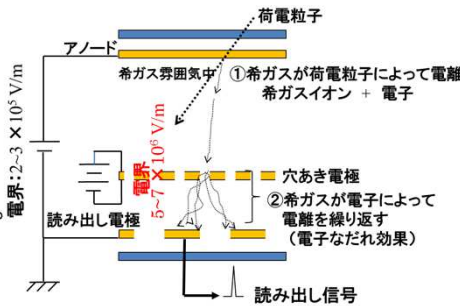 荷電粒子
アノード
希ガス雰囲気中
①希ガスが荷電粒子によって電離
希ガスイオン + 電子
電界:2~3 ×10⁵ V/m
電界
5~7 ×10⁶ V/m
穴あき電極
②希ガスが電子によって
電離を繰り返す
(電子なだれ効果)
読み出し電極
読み出し信号